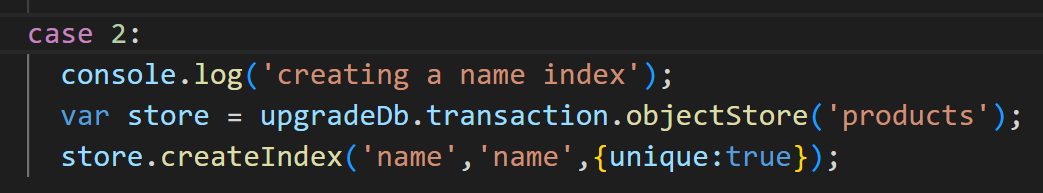 case 2:
console.log('creating a name index');
var store = upgradeDb.transaction.objectStore('products');
store.createIndex('name','name',{unique:true});